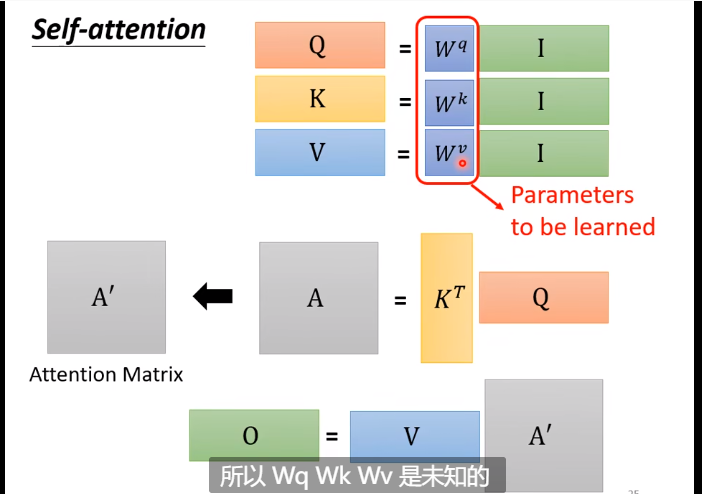 Self-attention
Q = W^q I
K = W^k I
V = W^v I
Parameters
to be learned
A′ A = K^T Q
Attention Matrix
O = V A′
所以 Wq Wk Wv 是未知的
25